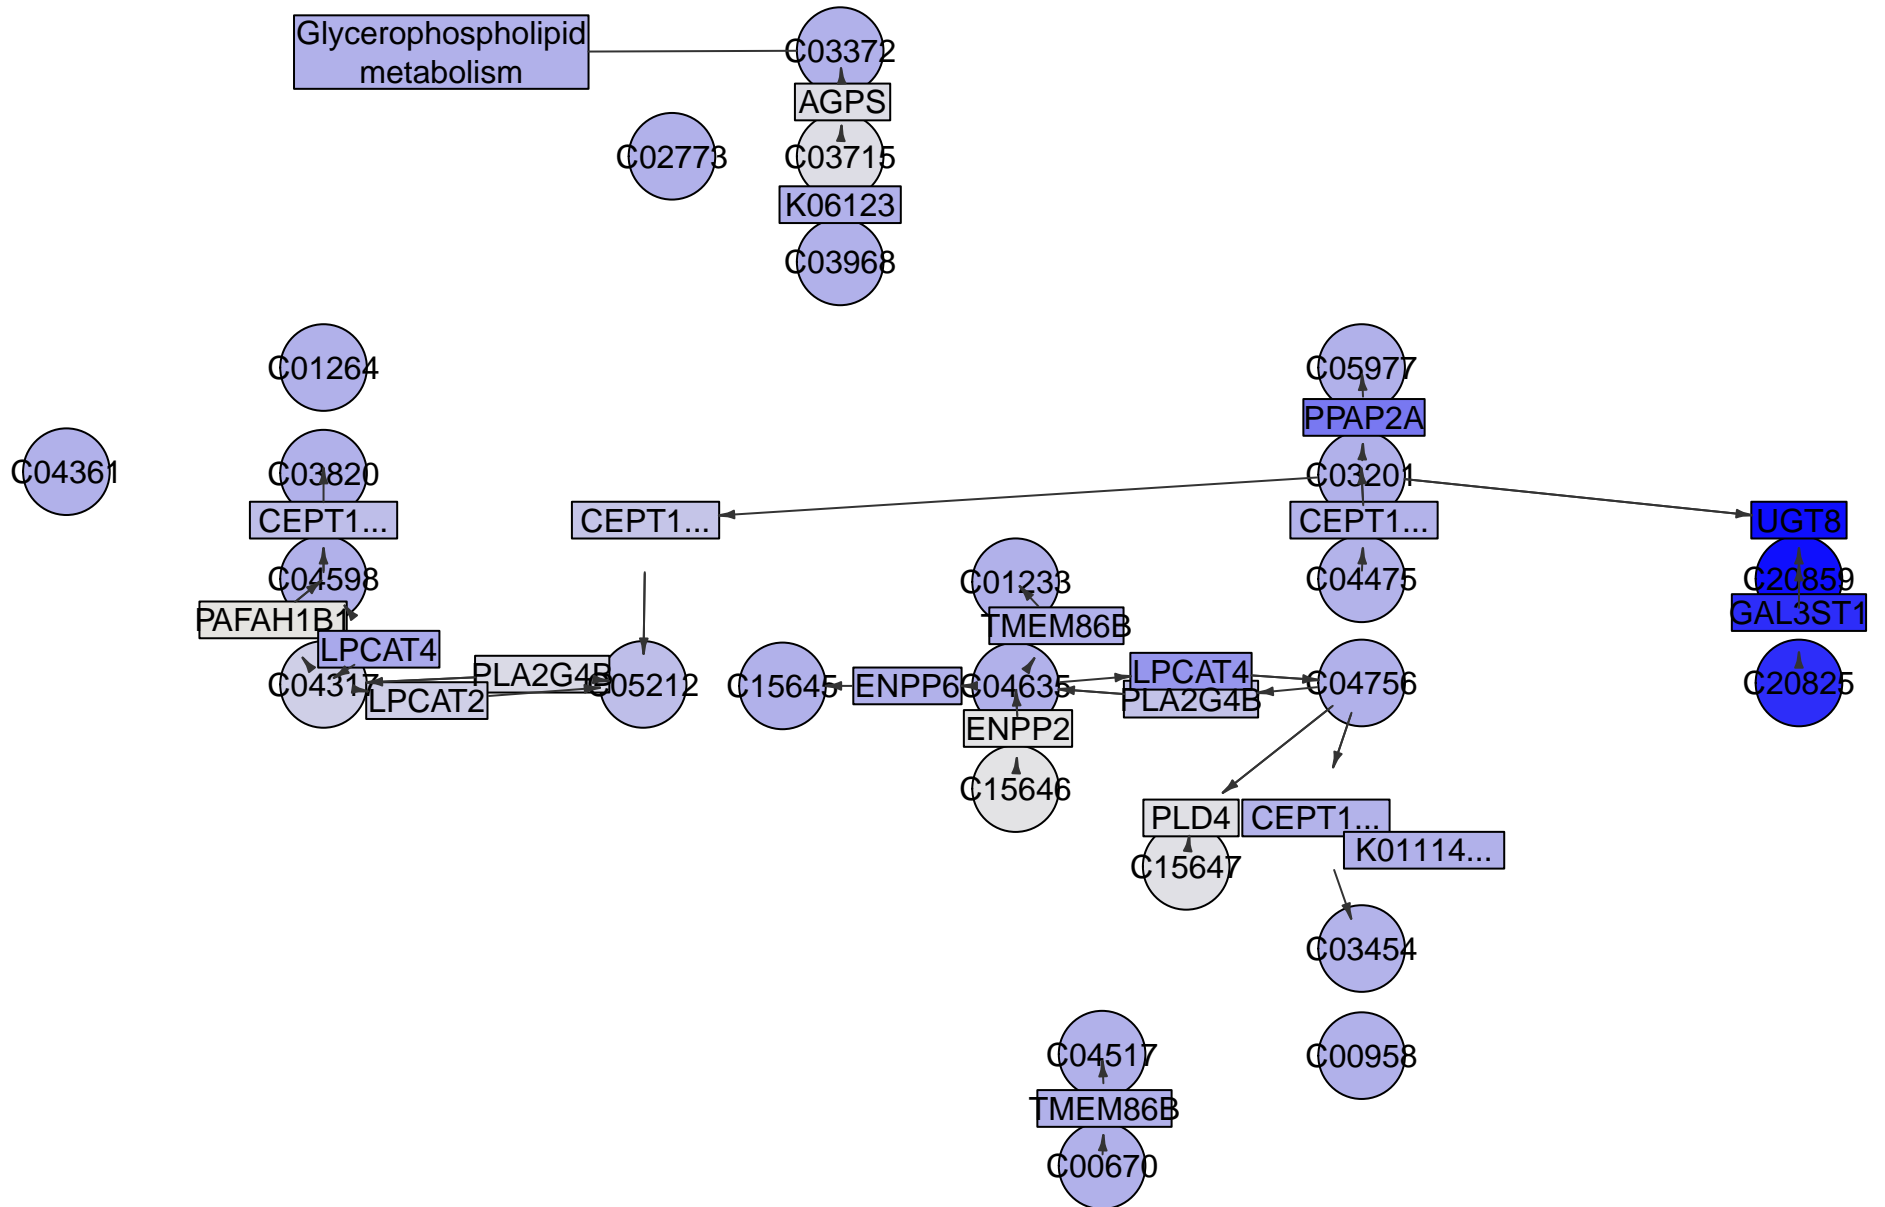 Glycerophospholipid
metabolism
C03372
AGPS
C02773
C03715
K06123
C03968
C01264
C05977
PPAP2A
C04361
C03820
C03201
CEPT1...
CEPT1...
CEPT1...
UGT8
C04598
C01233
C04475
C20859
PAFAH1B1
TMEM86B
GAL3ST1
LPCAT4
C04317
PLA2G4B
LPCAT2
C05212
C15645
ENPP6
C04635
LPCAT4
PLA2G4B
C04756
C20825
ENPP2
C15646
PLD4
CEPT1...
K01114...
C15647
C03454
C04517
C00958
TMEM86B
C00670